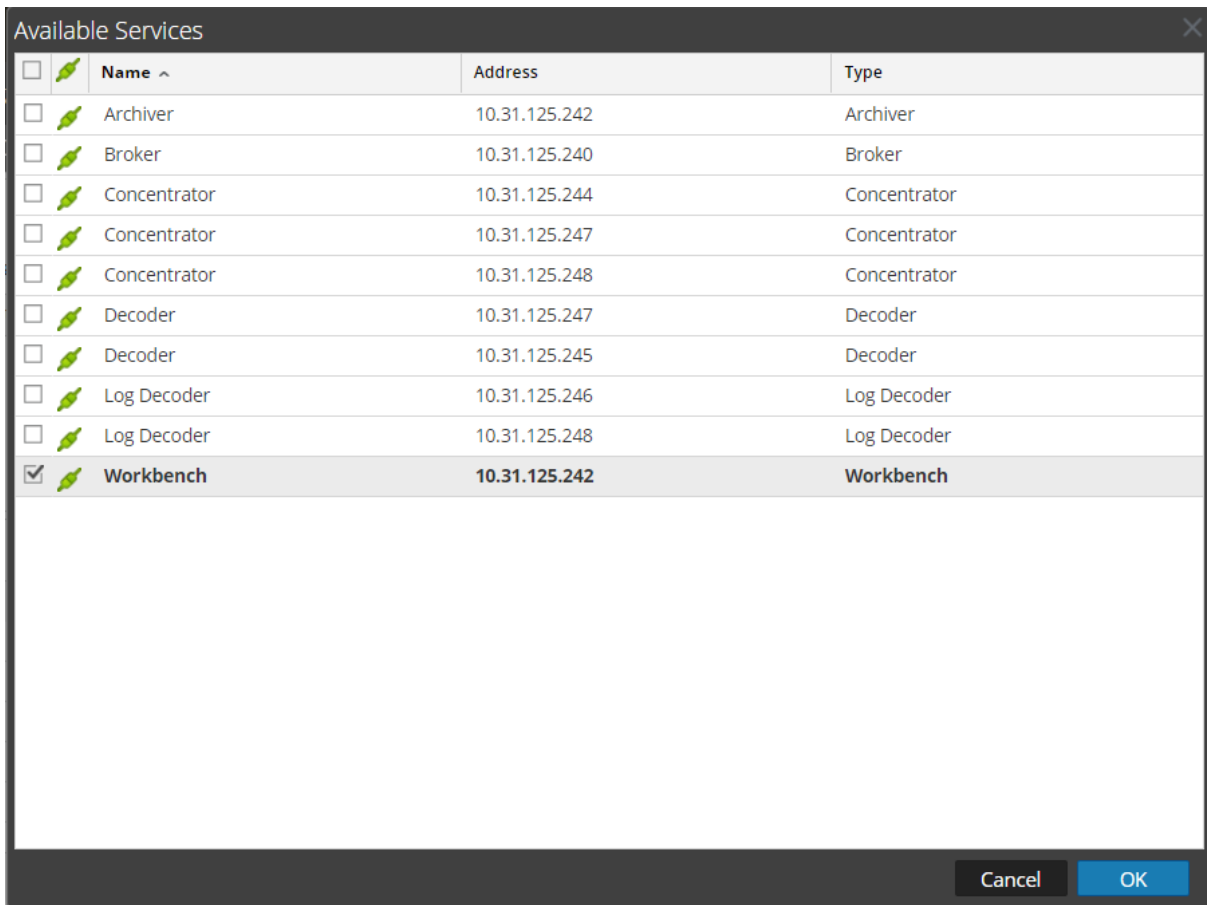 Available Services
Name Address Type
Archiver 10.31.125.242 Archiver
Broker 10.31.125.240 Broker
Concentrator 10.31.125.244 Concentrator
Concentrator 10.31.125.247 Concentrator
Concentrator 10.31.125.248 Concentrator
Decoder 10.31.125.247 Decoder
Decoder 10.31.125.245 Decoder
Log Decoder 10.31.125.246 Log Decoder
Log Decoder 10.31.125.248 Log Decoder
Workbench 10.31.125.242 Workbench
Cancel OK